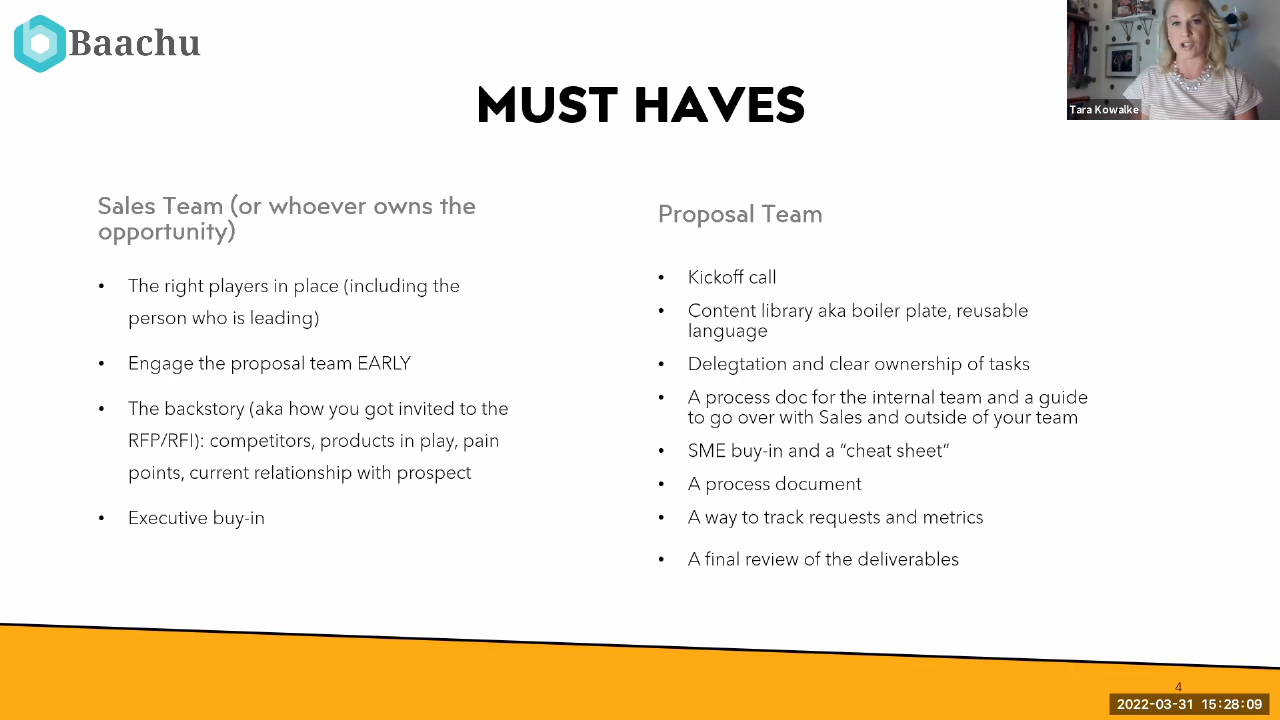 Baachu
MUST HAVES
Tara Kowalke
Sales Team (or whoever owns the
opportunity)
• The right players in place (including the
person who is leading)
• Engage the proposal team EARLY
• The backstory (aka how you got invited to the
RFP/RFI): competitors, products in play, pain
points, current relationship with prospect
• Executive buy-in
Proposal Team
• Kickoff call
• Content library aka boiler plate, reusable
language
• Delegtation and clear ownership of tasks
• A process doc for the internal team and a guide
to go over with Sales and outside of your team
• SME buy-in and a “cheat sheet”
• A process document
• A way to track requests and metrics
• A final review of the deliverables
4
2022-03-31 15:28:09